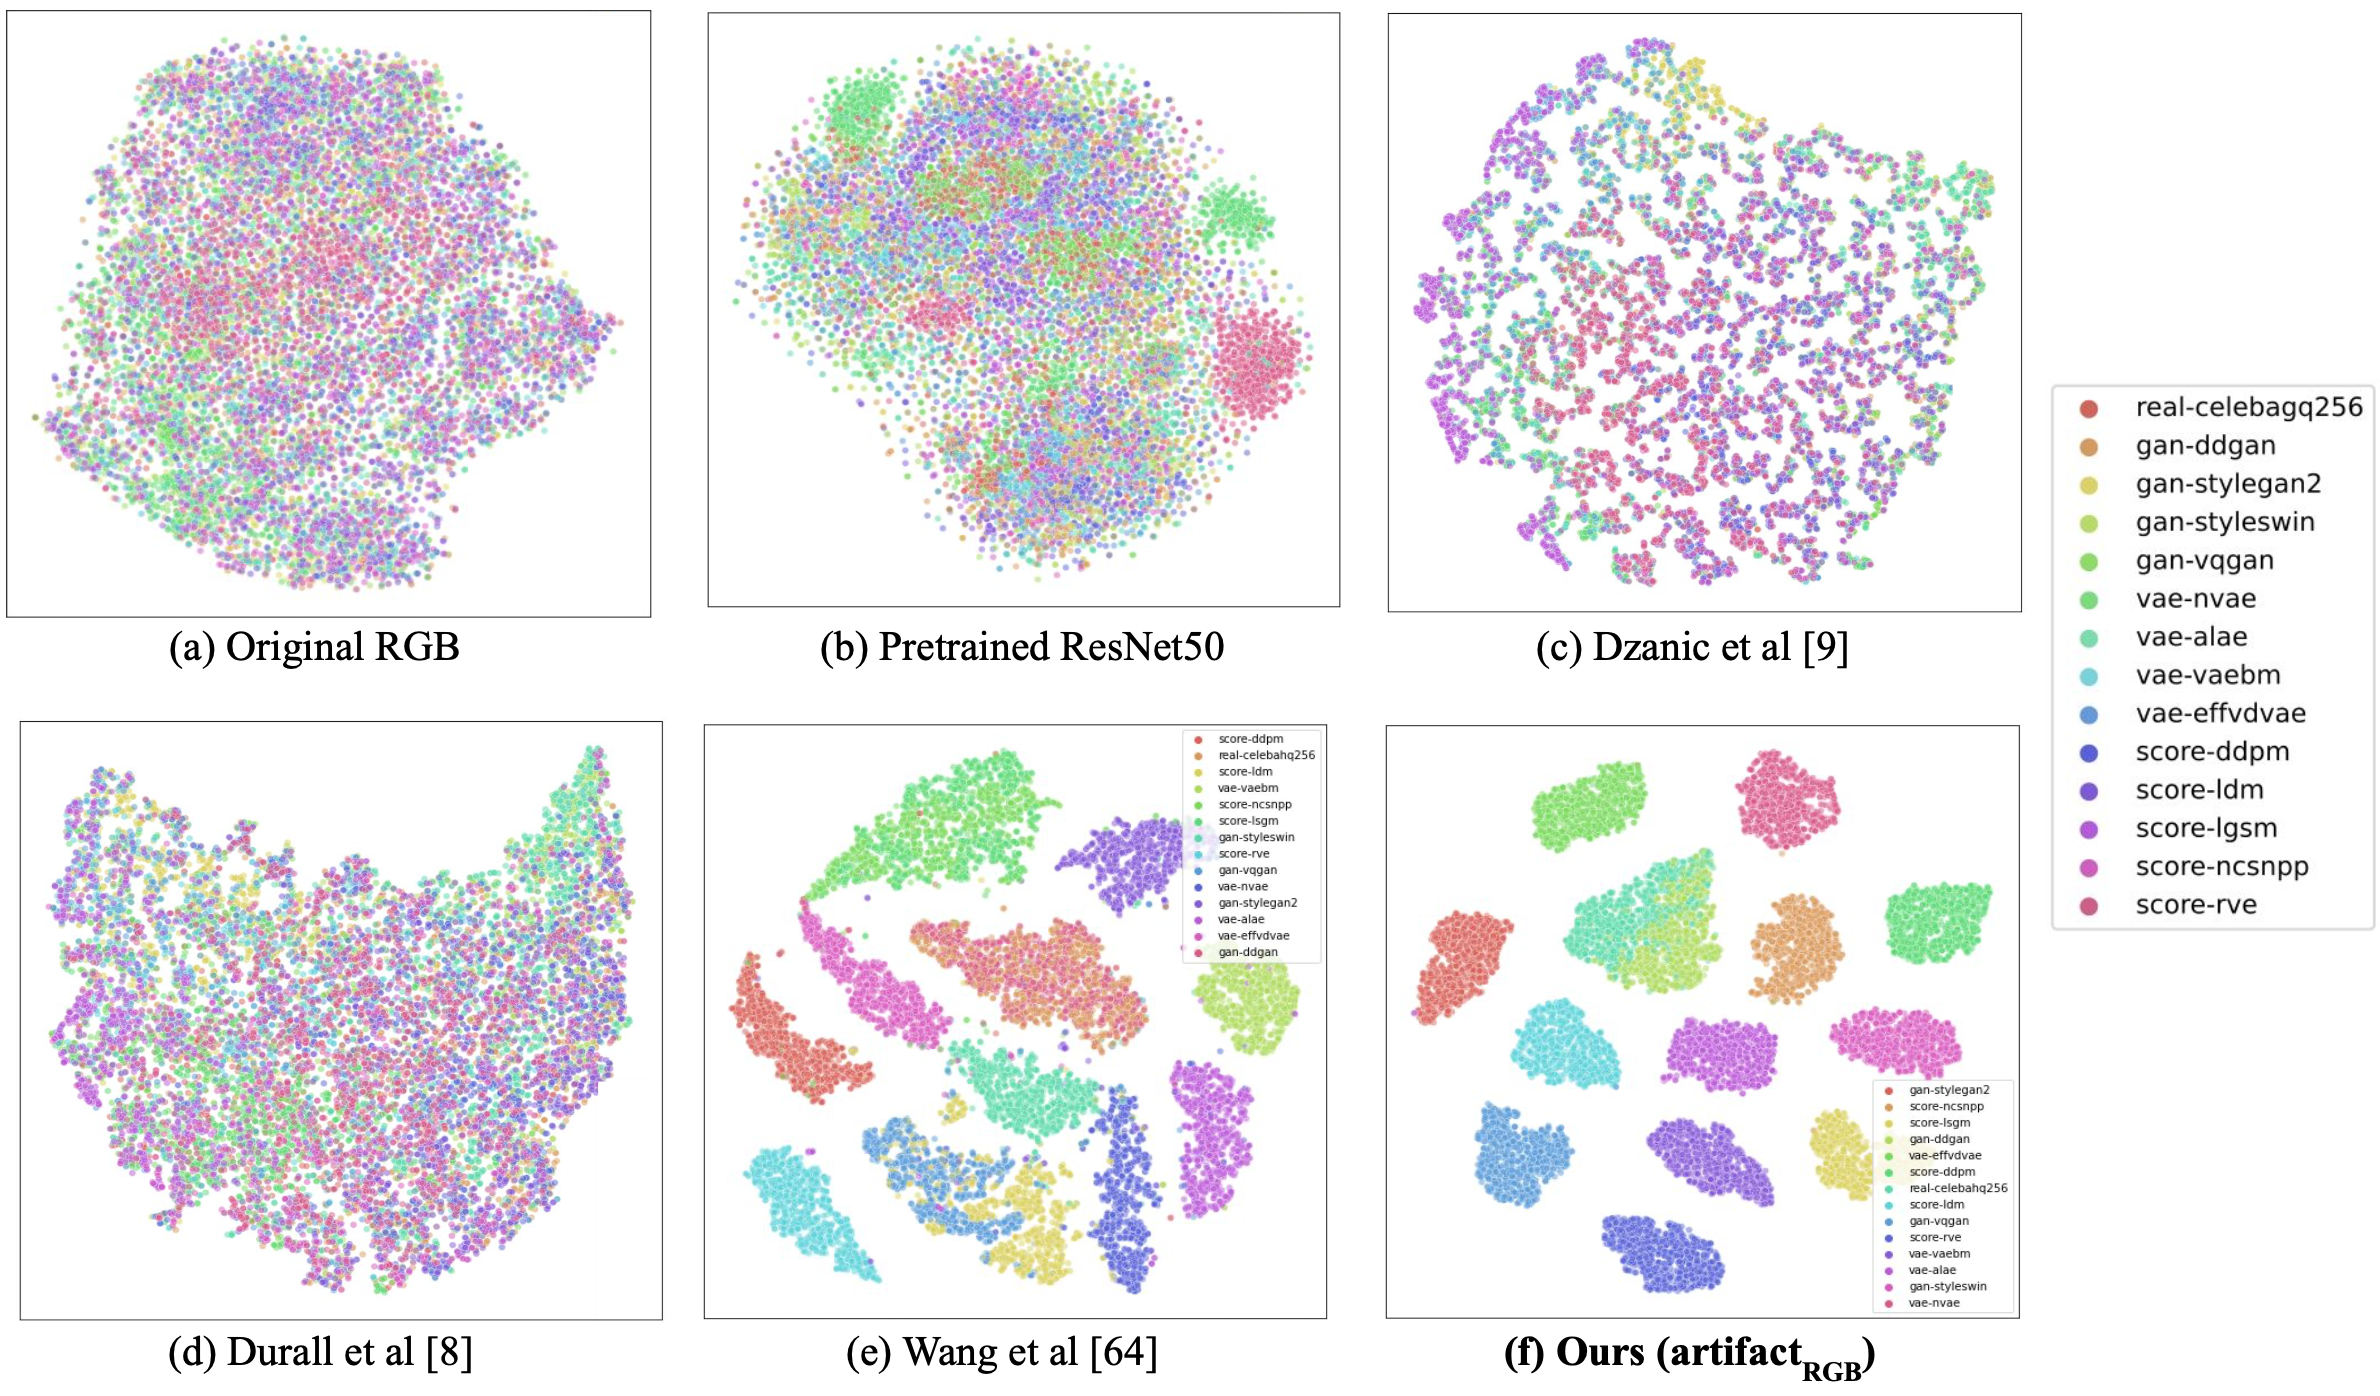 (a) Original RGB
(b) Pretrained ResNet50
(c) Dzanic et al [9]
real-celebagq256
gan-ddgan
gan-stylegan2
gan-styleswin
gan-vqgan
vae-nvae
vae-alae
vae-vaebm
vae-effvdvae
score-ddpm
score-ldm
score-lgsm
score-ncsnpp
score-rve
score-ddpm
real-celebahq256
score-ldm
vae-vaebm
score-ncsnpp
score-lsgm
gan-styleswin
score-rve
gan-vqgan
vae-nvae
gan-stylegan2
vae-alae
vae-effvdvae
gan-ddgan
gan-stylegan2
score-ncsnpp
score-lsgm
gan-ddgan
vae-effvdvae
score-ddpm
real-celebahq256
score-ldm
gan-vqgan
score-rve
vae-vaebm
vae-alae
gan-styleswin
vae-nvae
(d) Durall et al [8]
(e) Wang et al [64]
(f) Ours (artifact_RGB)